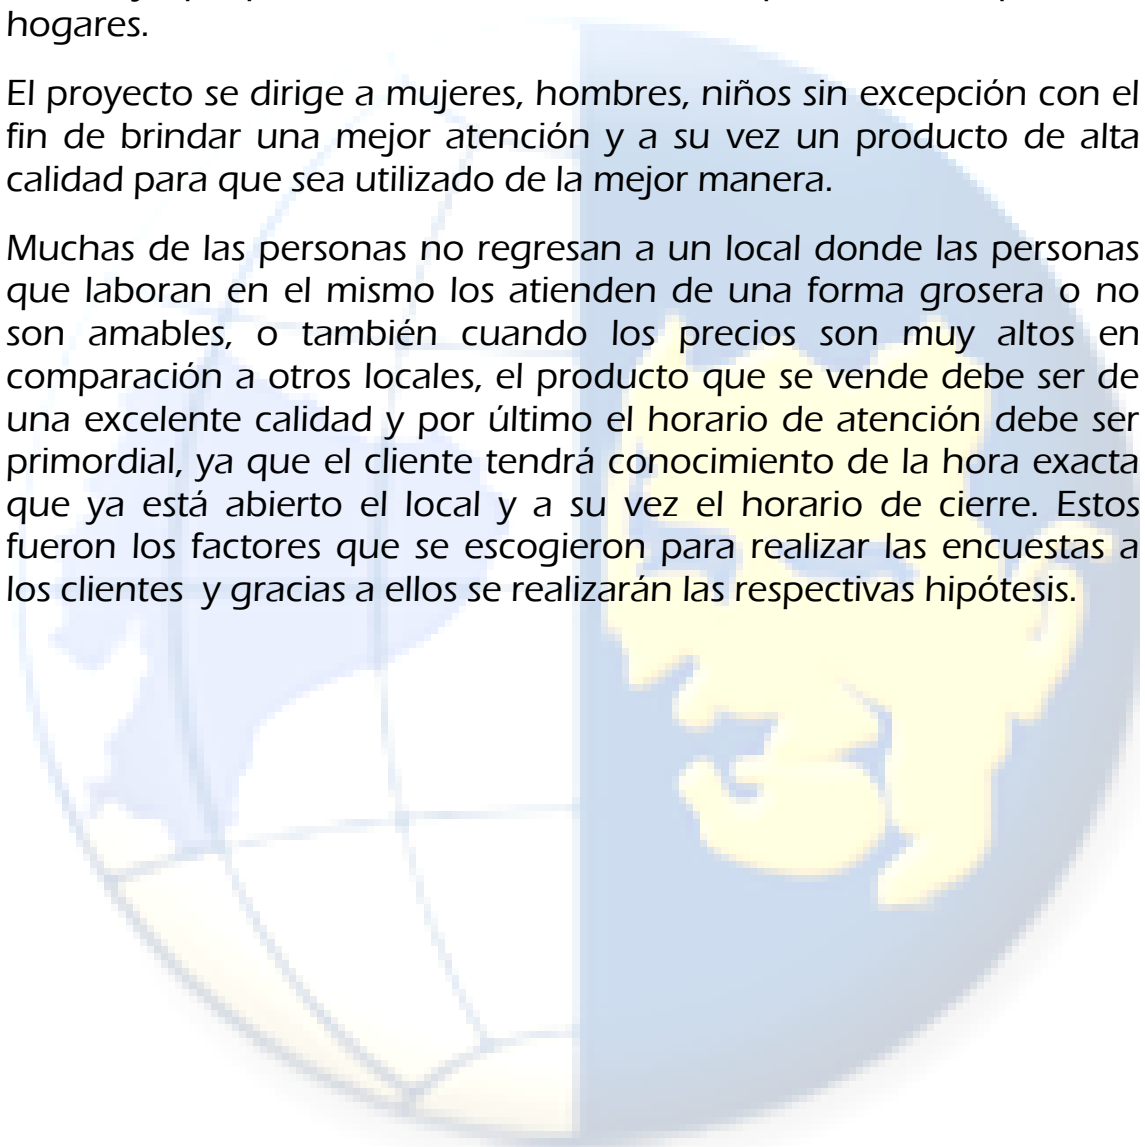 hogares.
El proyecto se dirige a mujeres, hombres, niños sin excepción con el
fin de brindar una mejor atención y a su vez un producto de alta
calidad para que sea utilizado de la mejor manera.
Muchas de las personas no regresan a un local donde las personas
que laboran en el mismo los atienden de una forma grosera o no
son amables, o también cuando los precios son muy altos en
comparación a otros locales, el producto que se vende debe ser de
una excelente calidad y por último el horario de atención debe ser
primordial, ya que el cliente tendrá conocimiento de la hora exacta
que ya está abierto el local y a su vez el horario de cierre. Estos
fueron los factores que se escogieron para realizar las encuestas a
los clientes  y gracias a ellos se realizarán las respectivas hipótesis.